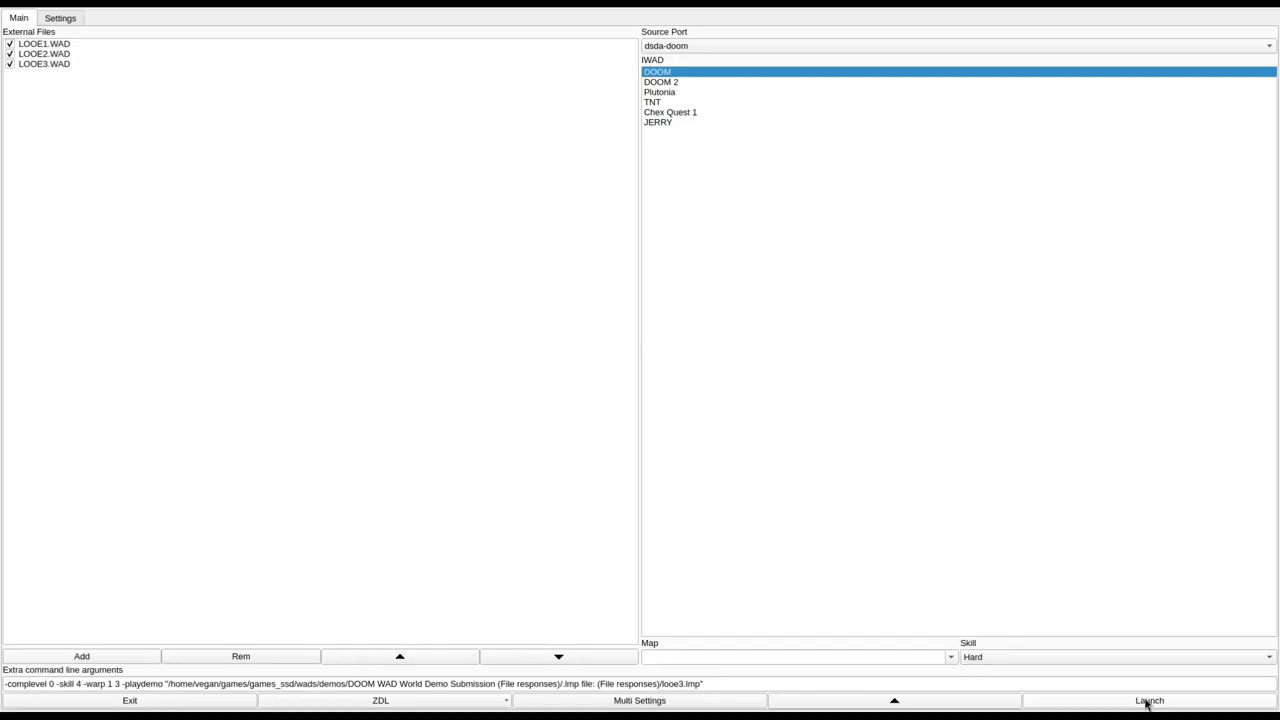 Main Settings
External Files
LOOE1.WAD
LOOE2.WAD
LOOE3.WAD
Source Port
dsda-doom
IWAD
DOOM
DOOM 2
Plutonia
TNT
Chex Quest 1
JERRY
Add Rem
Map Skill
Hard
Extra command line arguments
-complevel 0 -skill 4 -warp 1 3 -playdemo "/home/vegan/games/games_ssd/wads/demos/DOOM WAD World Demo Submission (File responses)/.lmp file: (File responses)/looe3.lmp"
Exit ZDL Multi Settings Launch